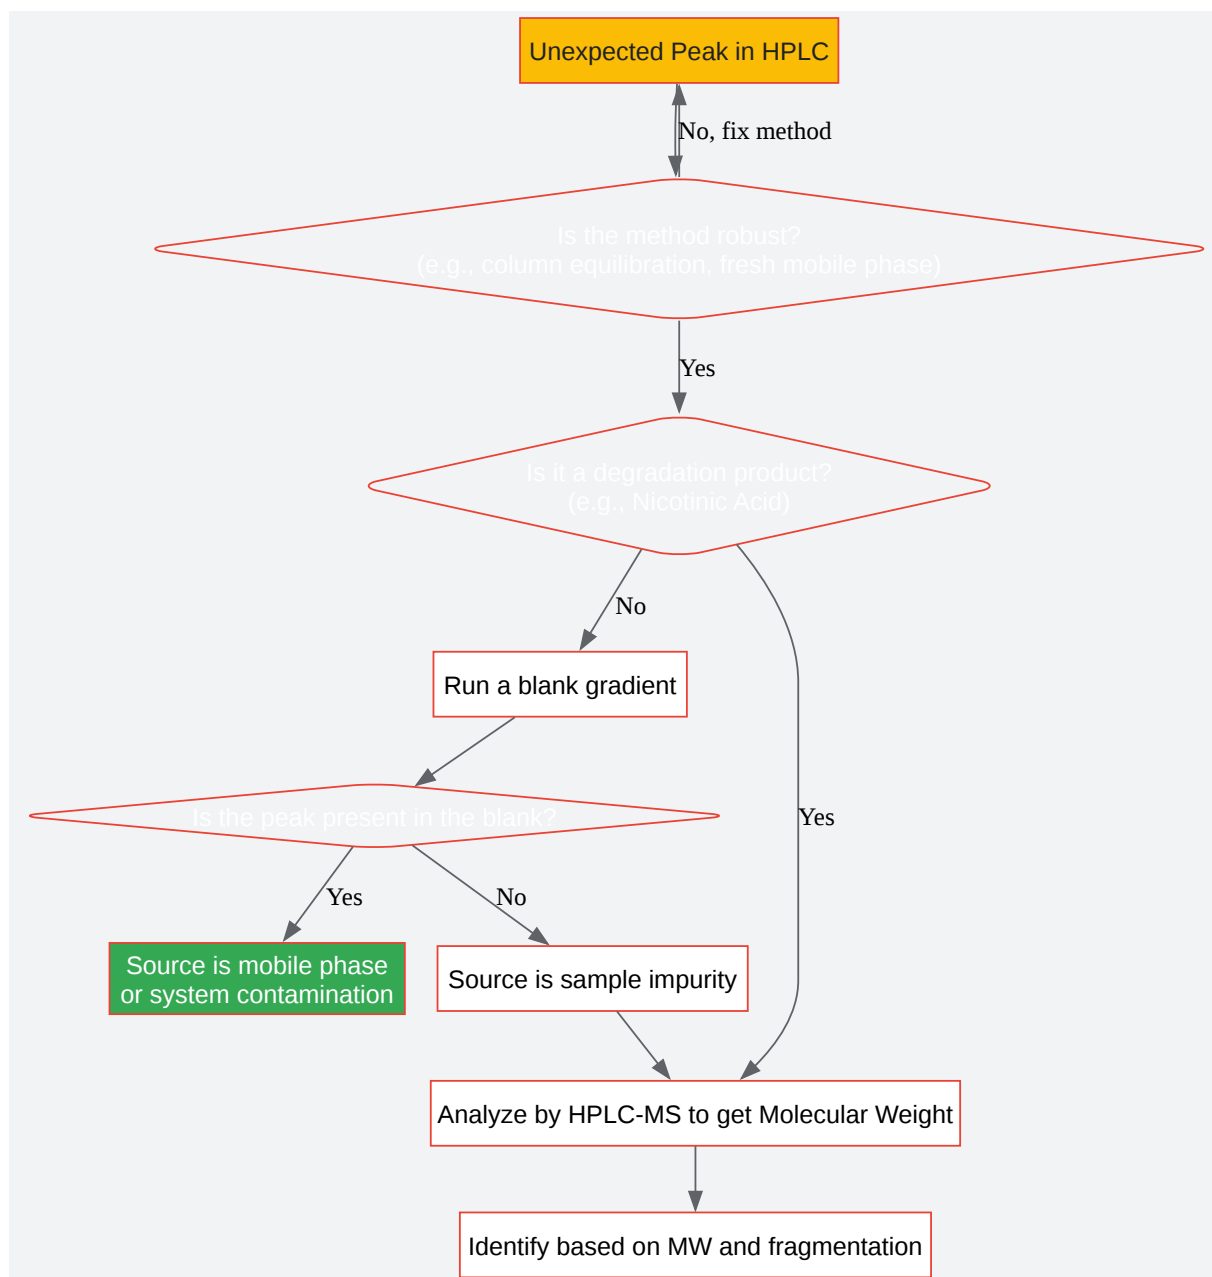 Unexpected Peak in HPLC
No, fix method
Is the method robust?
(e.g., column equilibration, fresh mobile phase)
Yes
Is it a degradation product?
(e.g., Nicotinic Acid)
No
Run a blank gradient
Is the peak present in the blank?
Yes
Yes
No
Source is mobile phase
or system contamination
Source is sample impurity
Analyze by HPLC-MS to get Molecular Weight
Identify based on MW and fragmentation